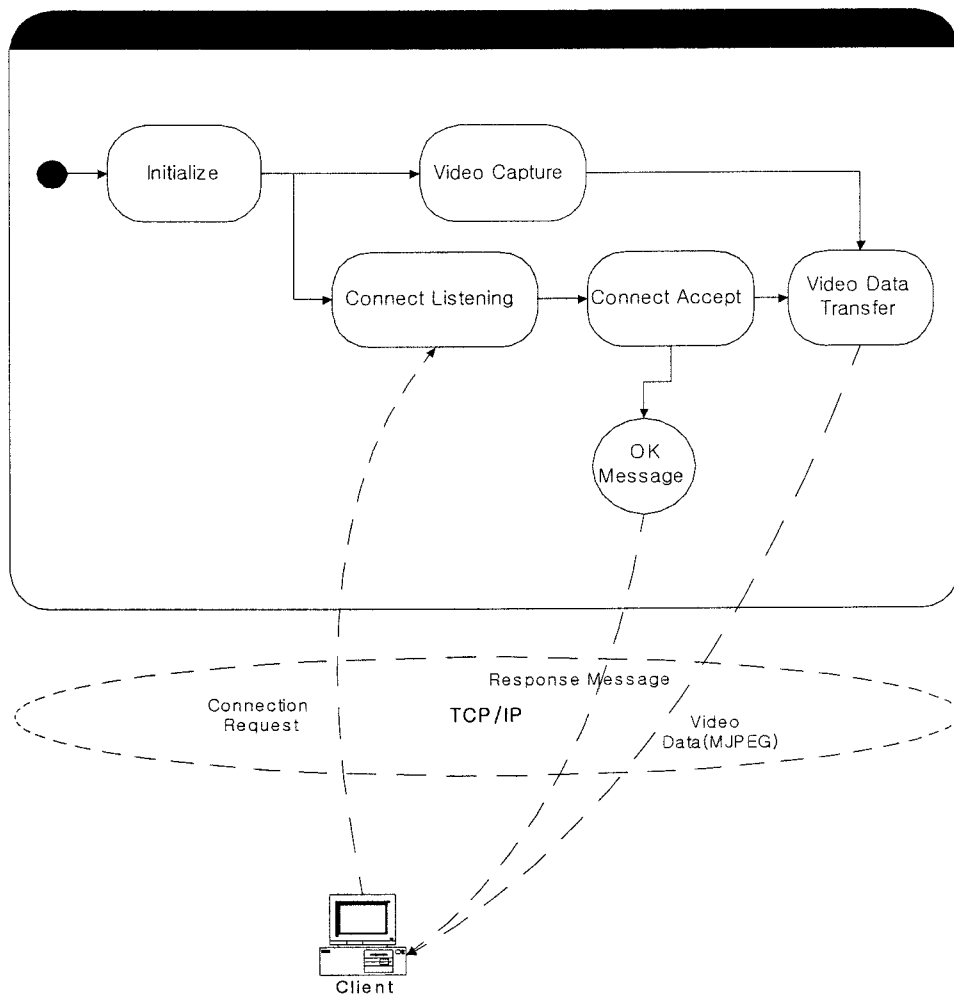 Initialize
Video Capture
Connect Listening
Connect Accept
Video Data
Transfer
OK
Message
Response Message
Connection
Request
TCP/IP
Video
Data(MJPEG)
Client